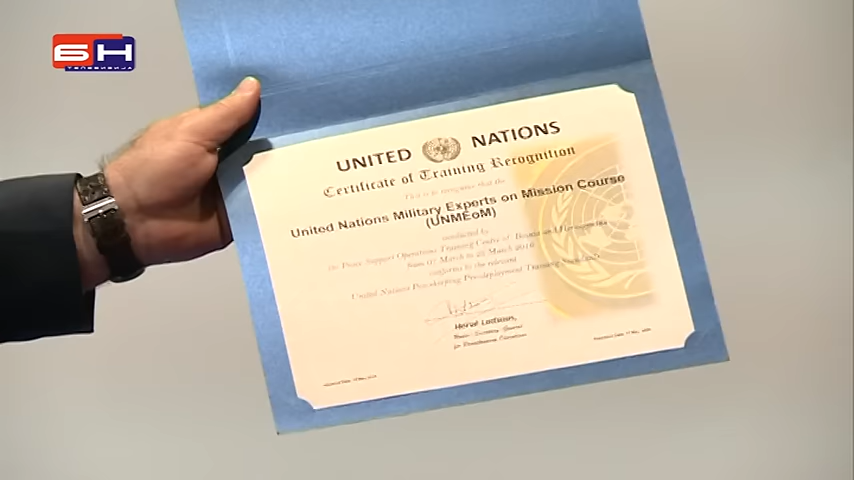 БН
ТЕЛЕВИЗИЈА
UNITED NATIONS
Certificate of Training Recognition
This is to recognize that the
United Nations Military Experts on Mission Course
(UNMEoM)
conducted by
the Peace Support Operations Training Centre of Bosnia and Herzegovina
from 07 March to 25 March 2016
conforms to the relevant
United Nations Peacekeeping Predeployment Training Standards
Hervé Ladsous,
Under-Secretary-General
for Peacekeeping Operations